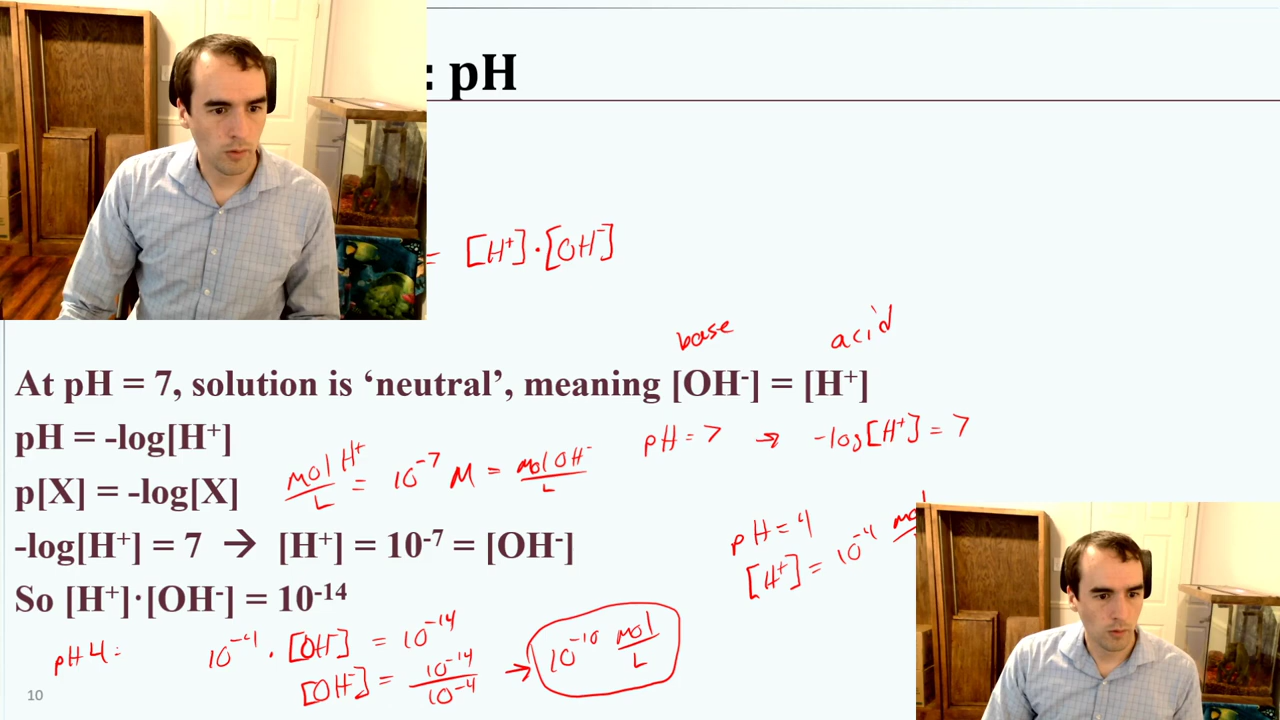 : pH
= [H⁺]·[OH⁻]
base acid
At pH = 7, solution is ‘neutral’, meaning [OH⁻] = [H⁺]
pH = -log[H⁺]
pH = 7 → -log[H⁺] = 7
mol H⁺/L = 10⁻⁷ M = mol OH⁻/L
p[X] = -log[X]
pH = 4
-log[H⁺] = 7 → [H⁺] = 10⁻⁷ = [OH⁻]
[H⁺] = 10⁻⁴
So [H⁺]·[OH⁻] = 10⁻¹⁴
pH 4: 10⁻⁴ · [OH⁻] = 10⁻¹⁴
[OH⁻] = 10⁻¹⁴/10⁻⁴ → 10⁻¹⁰ mol/L
10